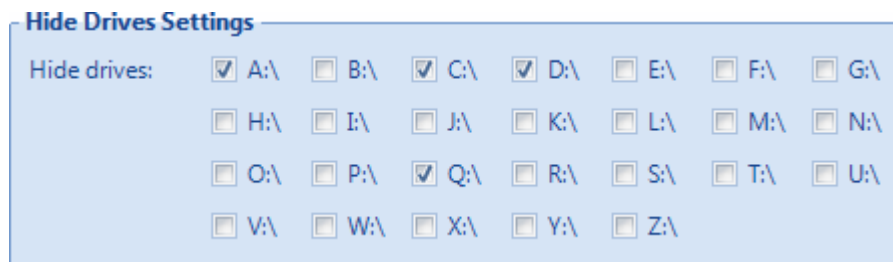 Hide Drives Settings
Hide drives: A:\ B:\ C:\ D:\ E:\ F:\ G:\
H:\ I:\ J:\ K:\ L:\ M:\ N:\
O:\ P:\ Q:\ R:\ S:\ T:\ U:\
V:\ W:\ X:\ Y:\ Z:\